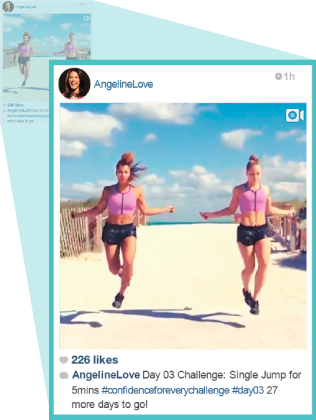 AngelineLove
1h
226 likes
AngelineLove Day 03 Challenge: Single Jump for
5mins #confidenceforeverychallenge #day03 27
more days to go!